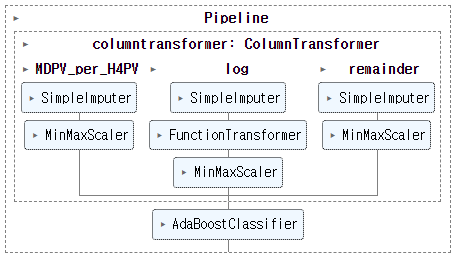 ▸ Pipeline
▸ columntransformer: ColumnTransformer
▸ MDPV_per_H4PV ▸ log ▸ remainder
▸ SimpleImputer ▸ SimpleImputer ▸ SimpleImputer
▸ MinMaxScaler ▸ FunctionTransformer ▸ MinMaxScaler
▸ MinMaxScaler
▸ AdaBoostClassifier